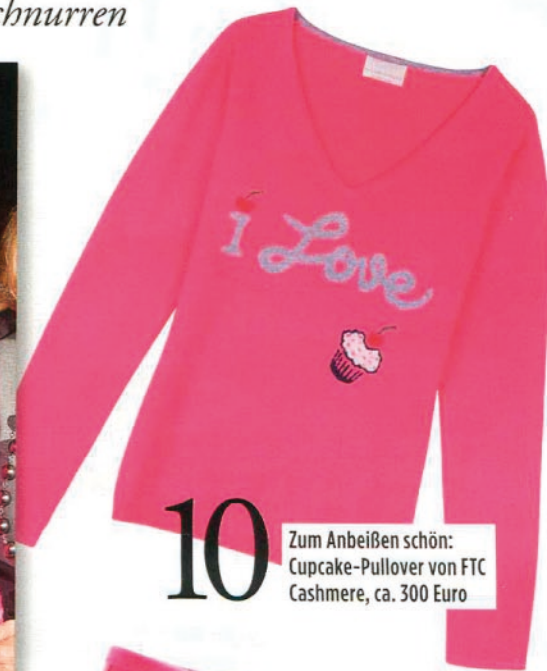 chnurren
I Love
10
Zum Anbeißen schön:
Cupcake-Pullover von FTC
Cashmere, ca. 300 Euro